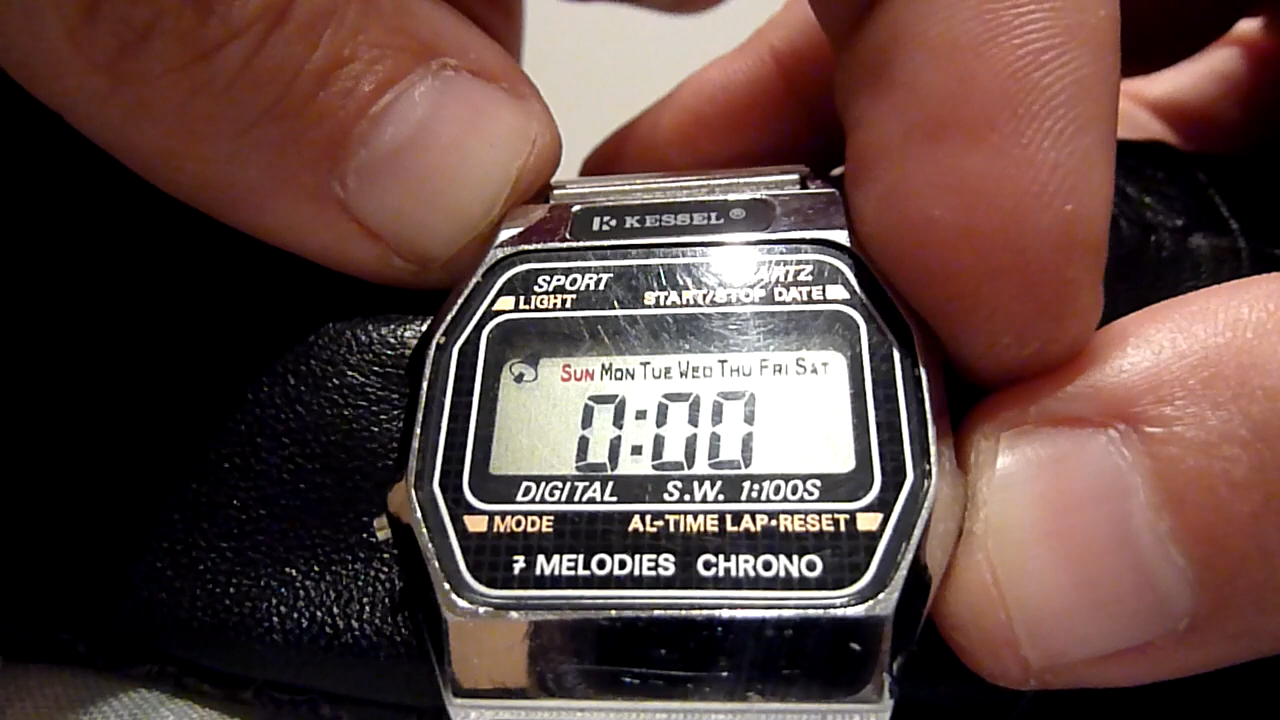 KESSEL®
SPORT
LIGHT START/STOP DATE
SUN MON TUE WED THU FRI SAT
0:00
DIGITAL S.W. 1:100S
MODE AL-TIME LAP•RESET
7 MELODIES CHRONO